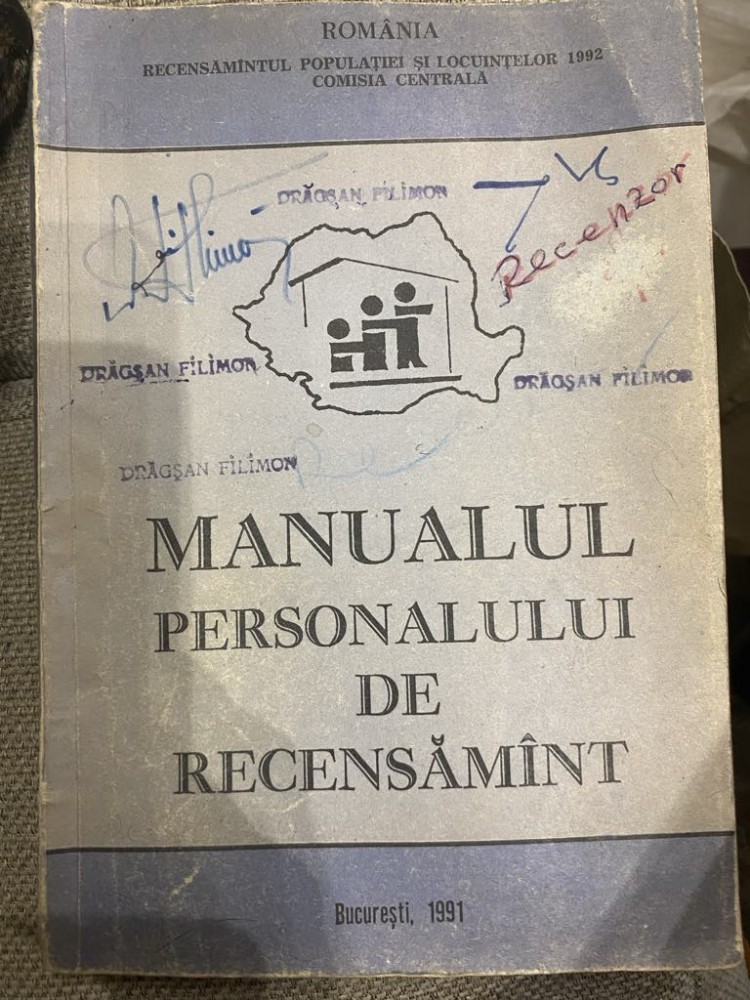 ROMÂNIA
RECENSĂMÎNTUL POPULAȚIEI ȘI LOCUINȚELOR 1992
COMISIA CENTRALĂ
DRĂGȘAN FILIMON
Recenzor
DRĂGȘAN FILIMON
DRĂGȘAN FILIMON
DRĂGȘAN FILIMON
MANUALUL
PERSONALULUI
DE
RECENSĂMÎNT
București, 1991